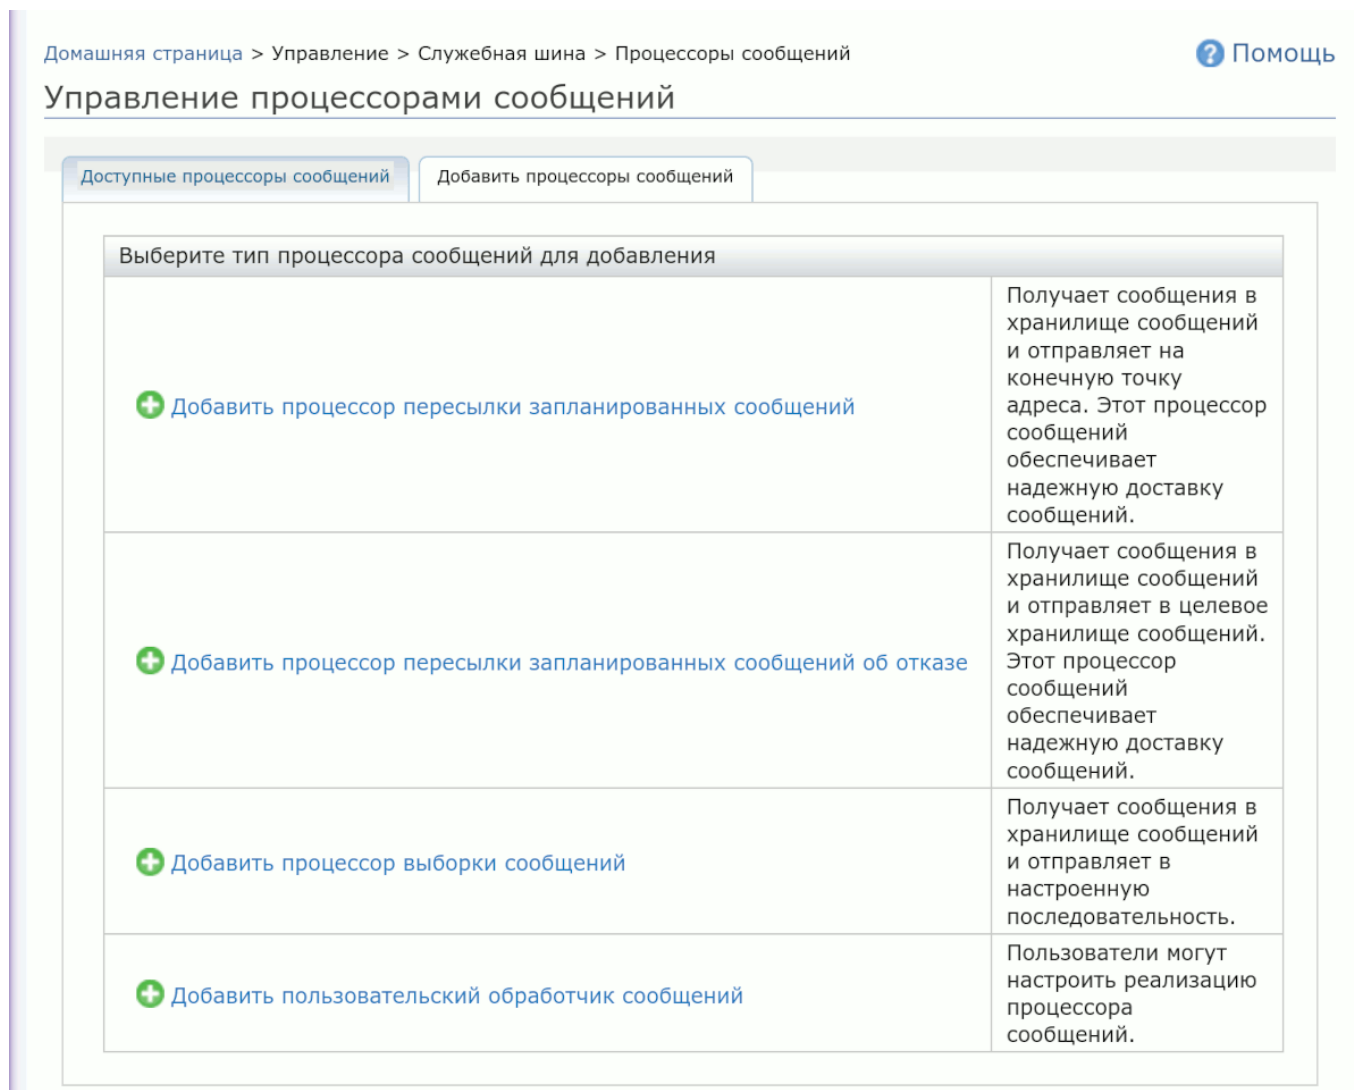 Домашняя страница > Управление > Служебная шина > Процессоры сообщений
Помощь
Управление процессорами сообщений
Доступные процессоры сообщений
Добавить процессоры сообщений
Выберите тип процессора сообщений для добавления
Добавить процессор пересылки запланированных сообщений
Получает сообщения в
хранилище сообщений
и отправляет на
конечную точку
адреса. Этот процессор
сообщений
обеспечивает
надежную доставку
сообщений.
Добавить процессор пересылки запланированных сообщений об отказе
Получает сообщения в
хранилище сообщений
и отправляет в целевое
хранилище сообщений.
Этот процессор
сообщений
обеспечивает
надежную доставку
сообщений.
Добавить процессор выборки сообщений
Получает сообщения в
хранилище сообщений
и отправляет в
настроенную
последовательность.
Добавить пользовательский обработчик сообщений
Пользователи могут
настроить реализацию
процессора
сообщений.